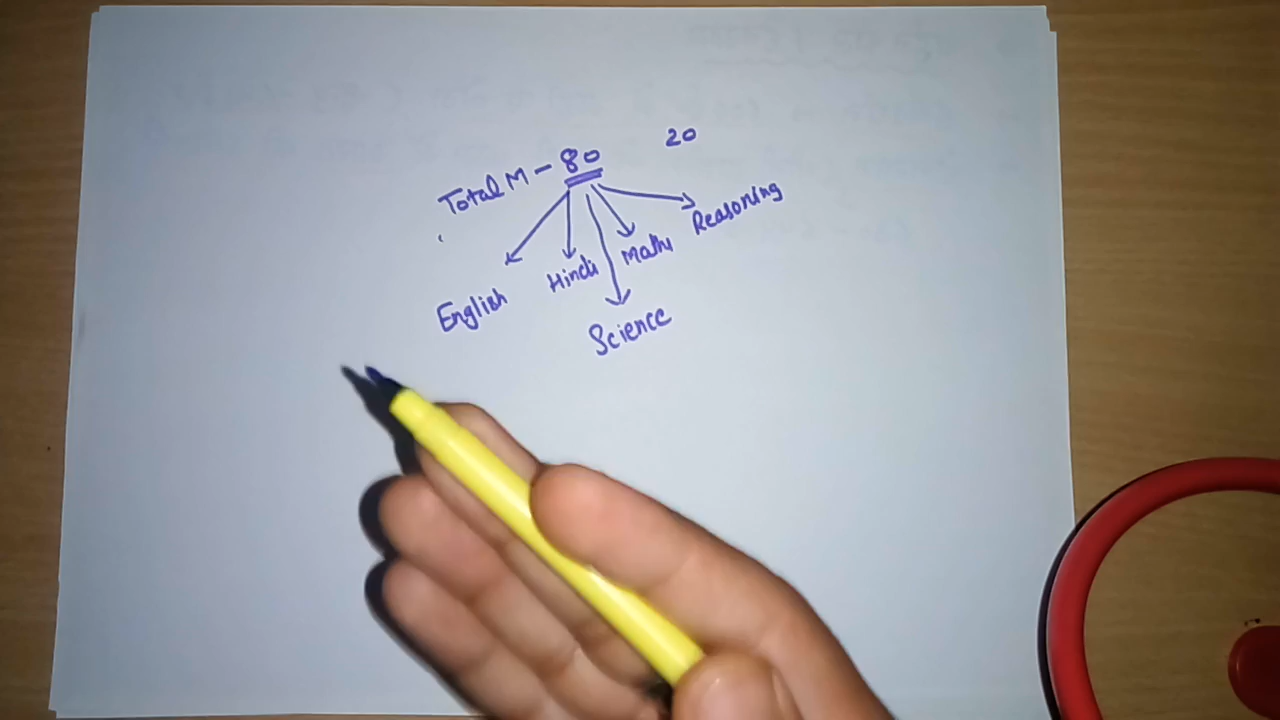 Total M - 80
20
English
Hindi
Science
Maths
Reasoning